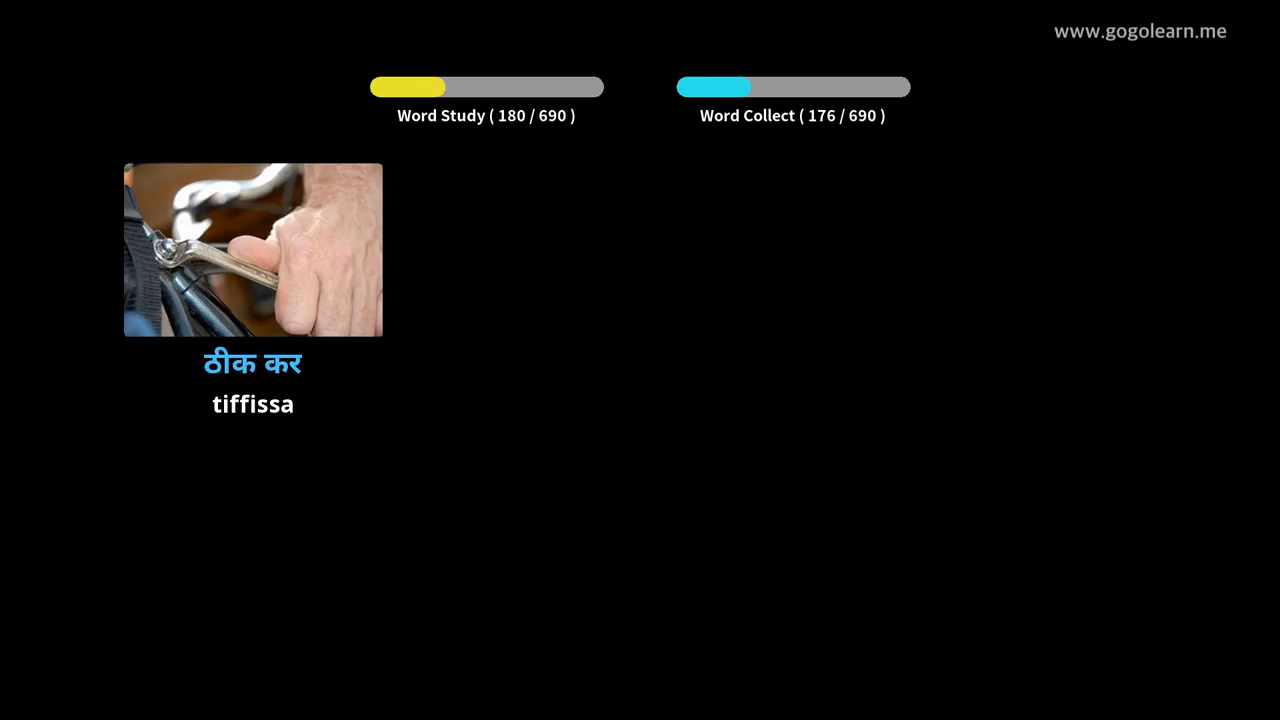 www.gogolearn.me
Word Study ( 180 / 690 )
Word Collect ( 176 / 690 )
ठीक कर
tiffissa